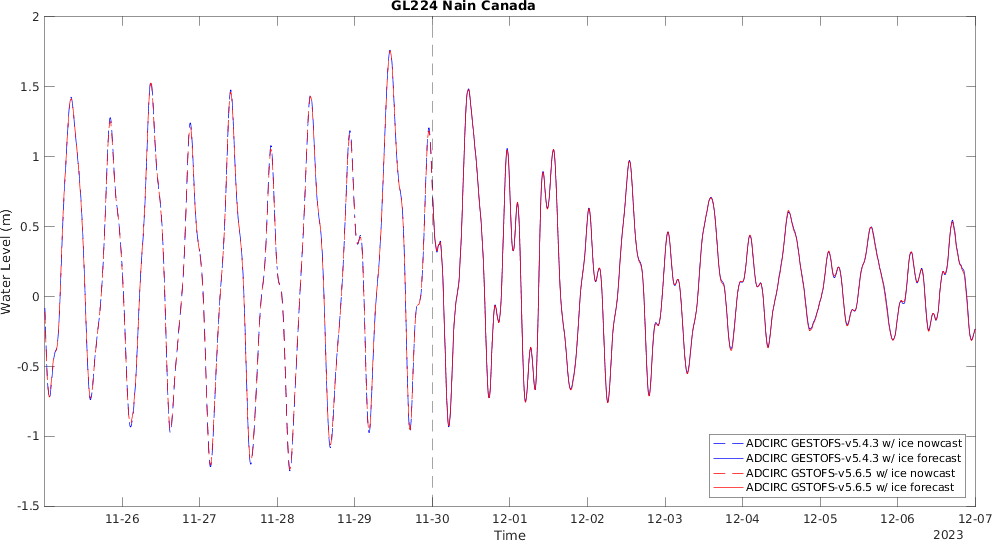 GL224 Nain Canada
2
1.5
1
0.5
0
-0.5
-1
-1.5
Water Level (m)
ADCIRC GESTOFS-v5.4.3 w/ ice nowcast
ADCIRC GESTOFS-v5.4.3 w/ ice forecast
ADCIRC GSTOFS-v5.6.5 w/ ice nowcast
ADCIRC GSTOFS-v5.6.5 w/ ice forecast
11-26 11-27 11-28 11-29 11-30 12-01 12-02 12-03 12-04 12-05 12-06 12-07
Time
2023